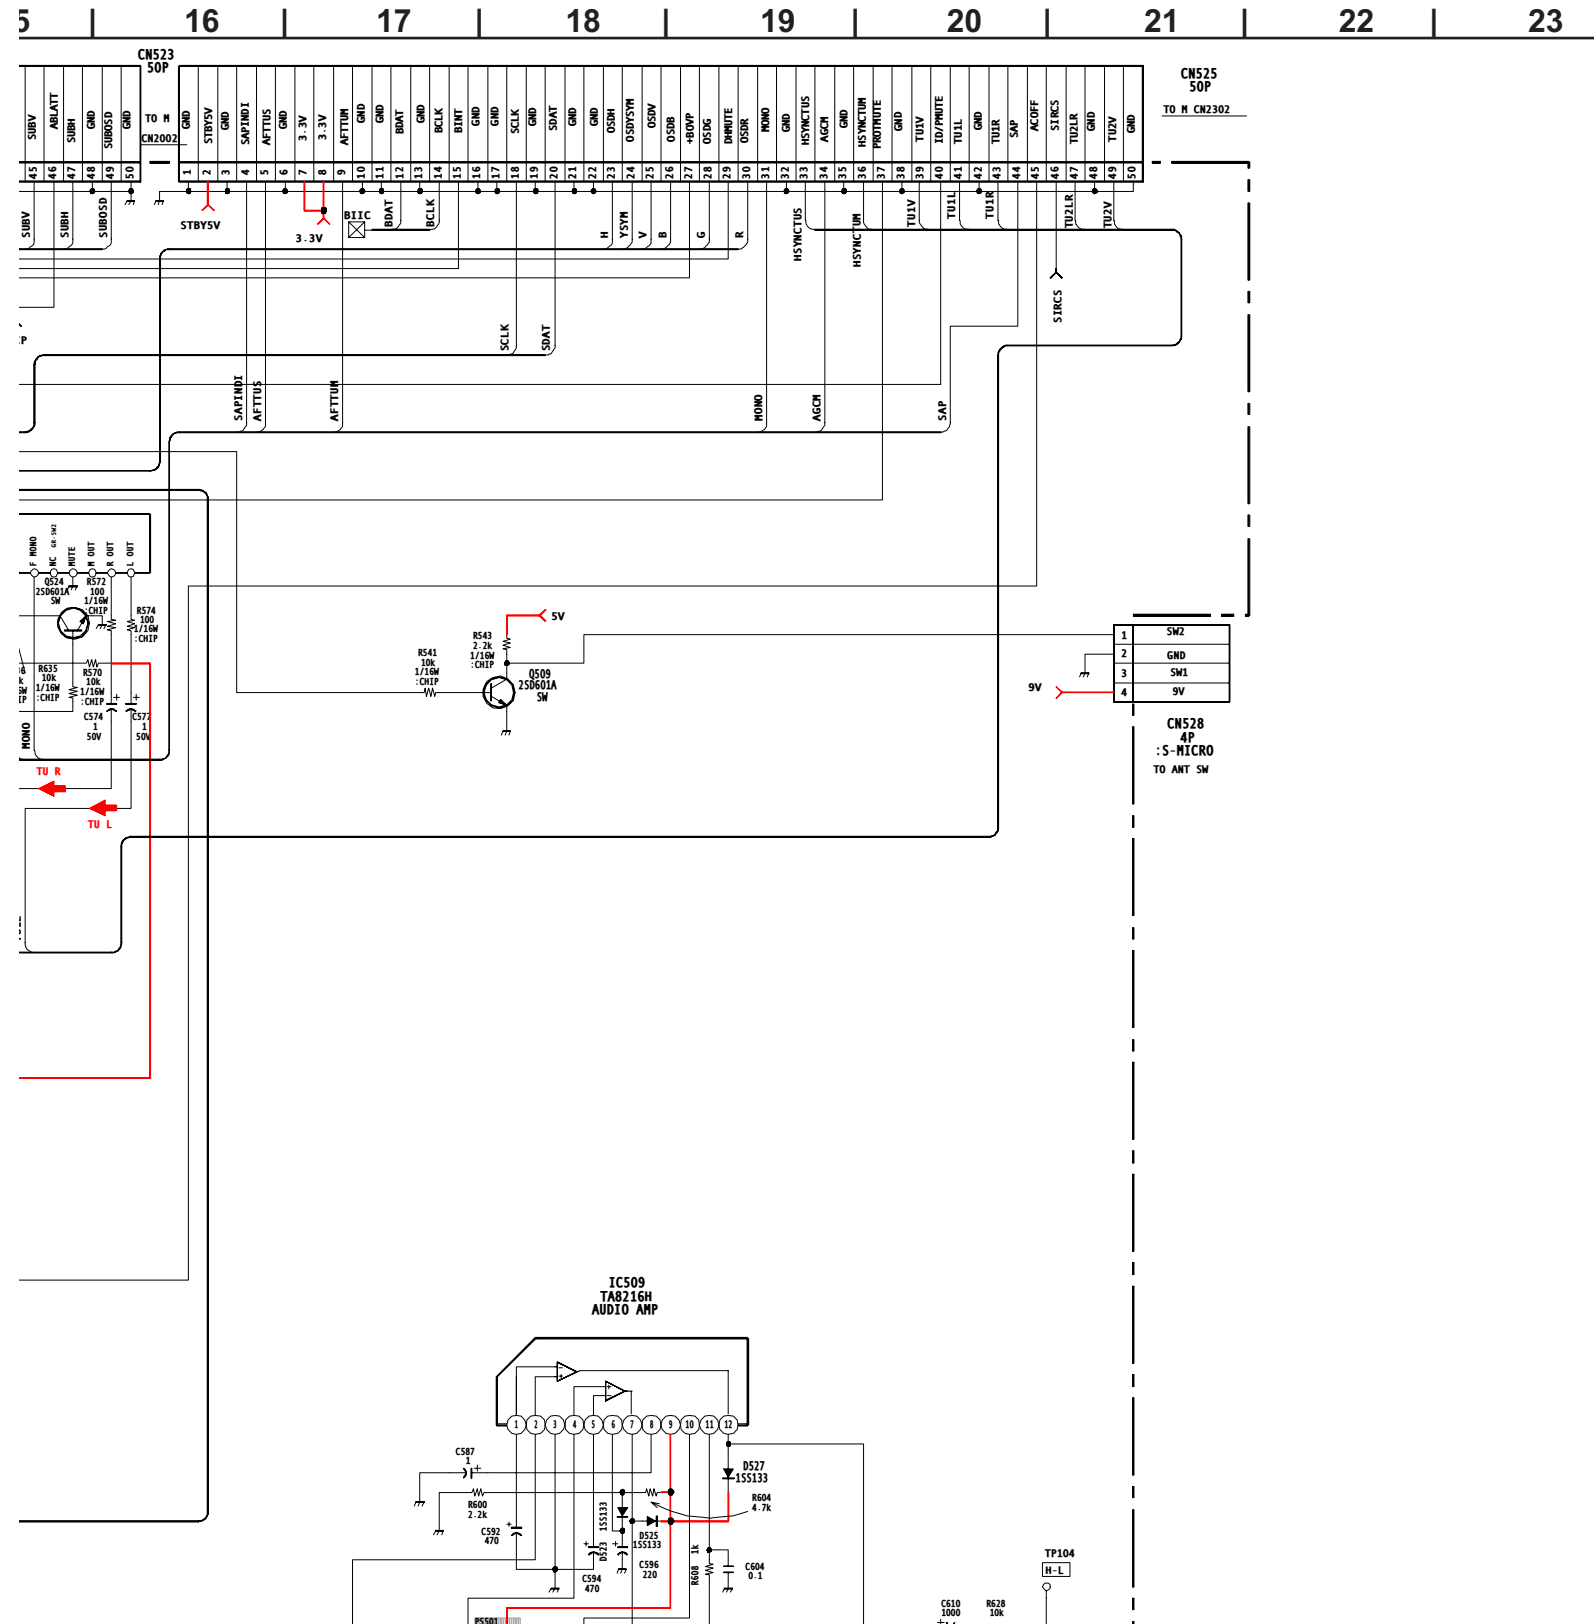 5 16 17 18 19 20 21 22 23
CN523
50P
CN525
50P
TO M CN2302
TO M
CN2002
SUBV ABLATT SUBH GND SUBOSD GND
45 46 47 48 49 50
GND STBY5V GND SAPINDI AFTTUS GND 3.3V 3.3V AFTTUM GND GND BDAT GND BCLK BINT GND GND SCLK GND SDAT GND GND OSDH OSDYSYM OSDV OSDB +BOVP OSDG DHMUTE OSDR MONO GND HSYNCTUS AGCM GND HSYNCTUM PROTMUTE GND TU1V ID/PMUTE TU1L GND TU1R SAP ACOFF SIRCS TU2LR GND TU2V GND
1 2 3 4 5 6 7 8 9 10 11 12 13 14 15 16 17 18 19 20 21 22 23 24 25 26 27 28 29 30 31 32 33 34 35 36 37 38 39 40 41 42 43 44 45 46 47 48 49 50
SUBV SUBH SUBOSD
STBY5V
3.3V
BIIC
BDAT BCLK
H YSYM V B G R
HSYNCTUS HSYNCTUM TU1V TU1L TU1R TU2LR TU2V
SIRCS
SCLK SDAT
SAPINDI AFTTUS AFTTUM MONO AGCM SAP
F MONO
NC GR-SW2
MUTE
M OUT
R OUT
L OUT
Q524
2SD601A
SW
R572
100
1/16W
:CHIP
R574
100
1/16W
:CHIP
R635
10k
1/16W
:CHIP
R570
10k
1/16W
:CHIP
C574
1
50V
C577
1
50V
MONO
TU R
TU L
5V
R543
2.2k
1/16W
:CHIP
R541
10k
1/16W
:CHIP
Q509
2SD601A
SW
1 SW2
2 GND
3 SW1
4 9V
9V
CN528
4P
:S-MICRO
TO ANT SW
IC509
TA8216H
AUDIO AMP
1 2 3 4 5 6 7 8 9 10 11 12
C587
1
D527
1SS133
R600
2.2k
R604
4.7k
C592
470
D523
1SS133
D525
1SS133
C594
470
C596
220
R608 1k
C604
0.1
TP104
H-L
C610
1000
R628
10k
PS501